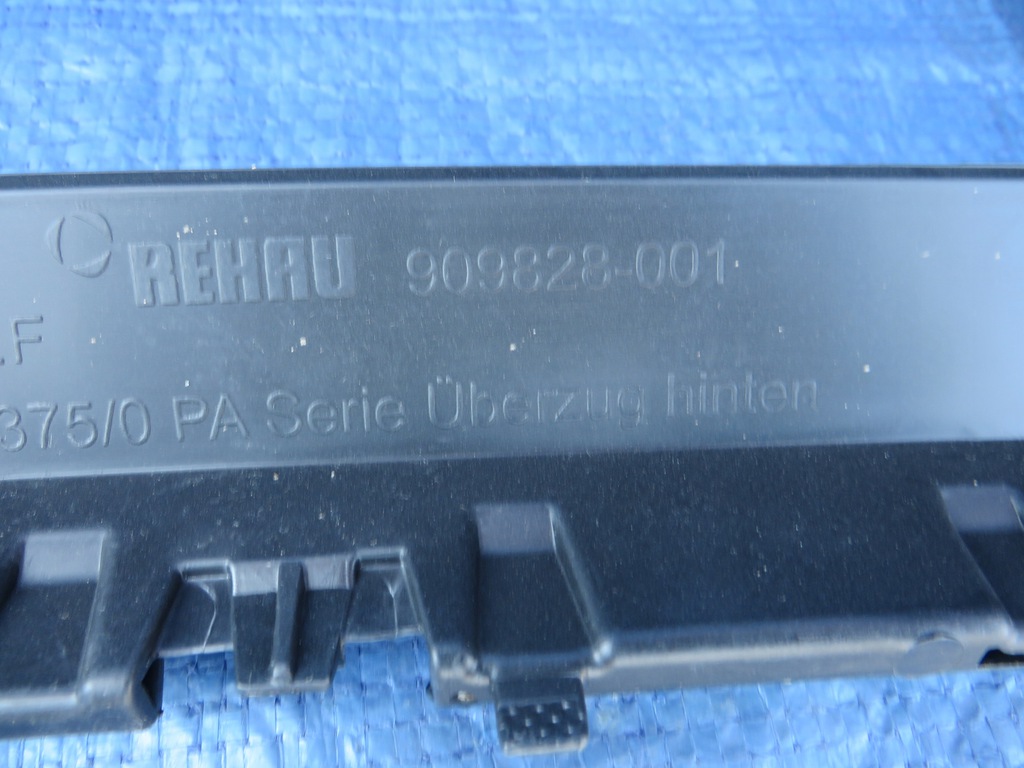 REHAU 909828-001
.F
375/0 PA Serie Überzug hinten